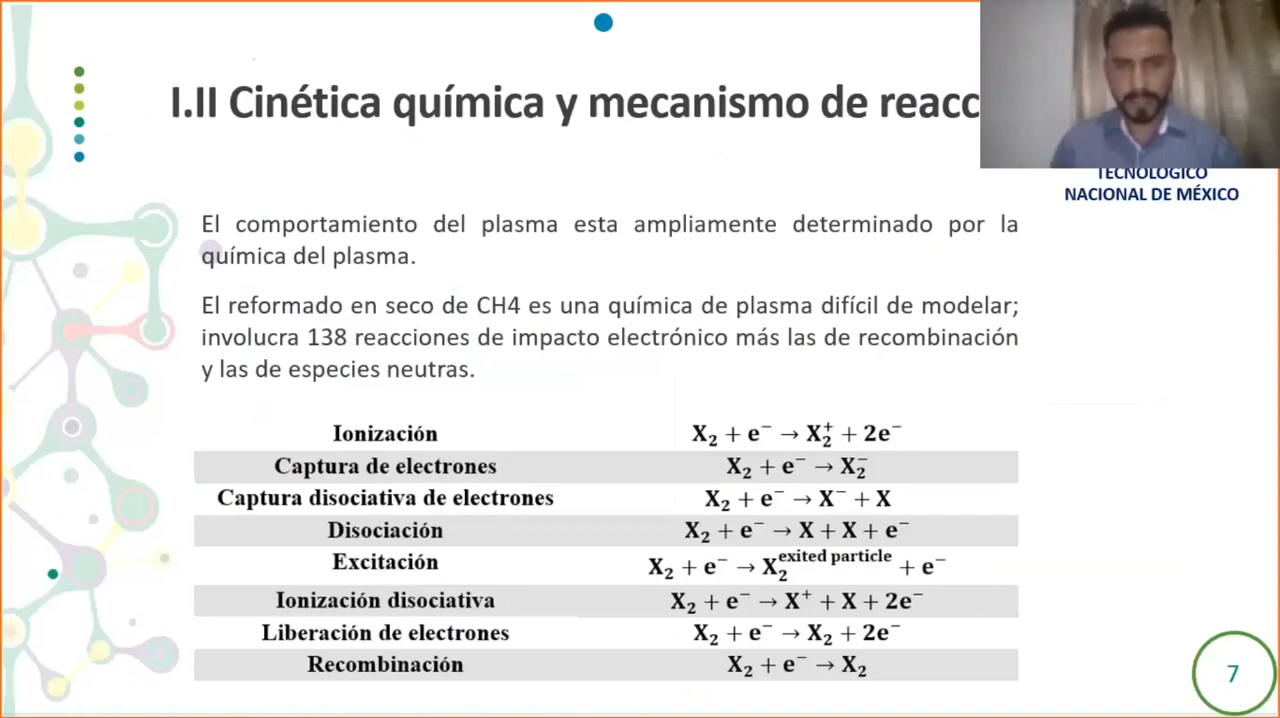 I.II Cinética química y mecanismo de reacc
TECNOLÓGICO
NACIONAL DE MÉXICO
El comportamiento del plasma esta ampliamente determinado por la
química del plasma.
El reformado en seco de CH4 es una química de plasma difícil de modelar;
involucra 138 reacciones de impacto electrónico más las de recombinación
y las de especies neutras.
Ionización X₂ + e⁻ → X₂⁺ + 2e⁻
Captura de electrones X₂ + e⁻ → X₂⁻
Captura disociativa de electrones X₂ + e⁻ → X⁻ + X
Disociación X₂ + e⁻ → X + X + e⁻
Excitación X₂ + e⁻ → X₂^exited particle + e⁻
Ionización disociativa X₂ + e⁻ → X⁺ + X + 2e⁻
Liberación de electrones X₂ + e⁻ → X₂ + 2e⁻
Recombinación X₂ + e⁻ → X₂
7